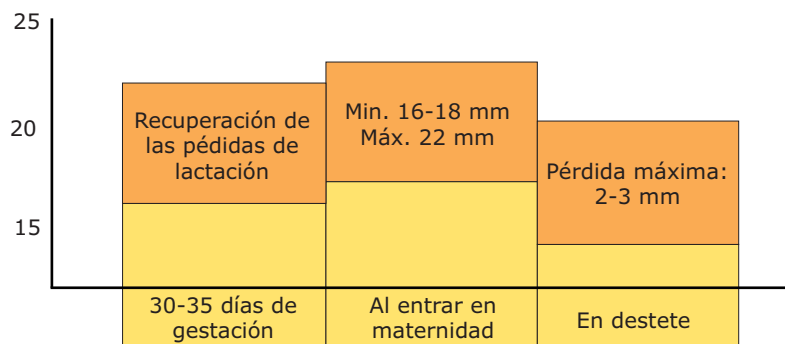 25
20
15
Recuperación de
las pédidas de
lactación
Min. 16-18 mm
Máx. 22 mm
Pérdida máxima:
2-3 mm
30-35 días de
gestación
Al entrar en
maternidad
En destete